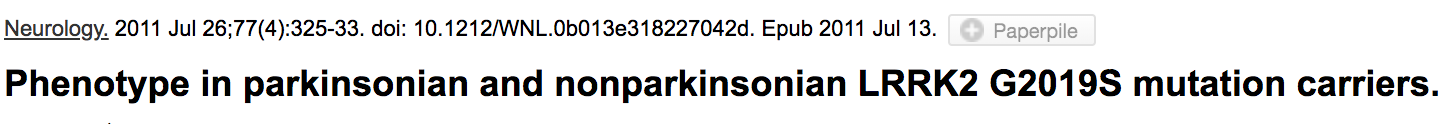 Neurology. 2011 Jul 26;77(4):325-33. doi: 10.1212/WNL.0b013e318227042d. Epub 2011 Jul 13. Paperpile
Phenotype in parkinsonian and nonparkinsonian LRRK2 G2019S mutation carriers.